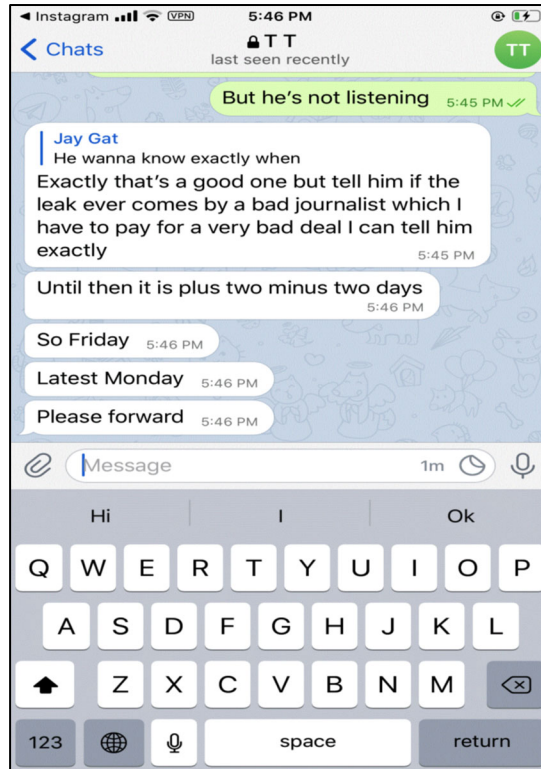 Instagram VPN 5:46 PM
Chats
T T
last seen recently
TT
But he's not listening 5:45 PM
Jay Gat
He wanna know exactly when
Exactly that's a good one but tell him if the
leak ever comes by a bad journalist which I
have to pay for a very bad deal I can tell him
exactly
5:45 PM
Until then it is plus two minus two days
5:46 PM
So Friday 5:46 PM
Latest Monday 5:46 PM
Please forward 5:46 PM
Message 1m
Hi I Ok
Q W E R T Y U I O P
A S D F G H J K L
Z X C V B N M
123 space return